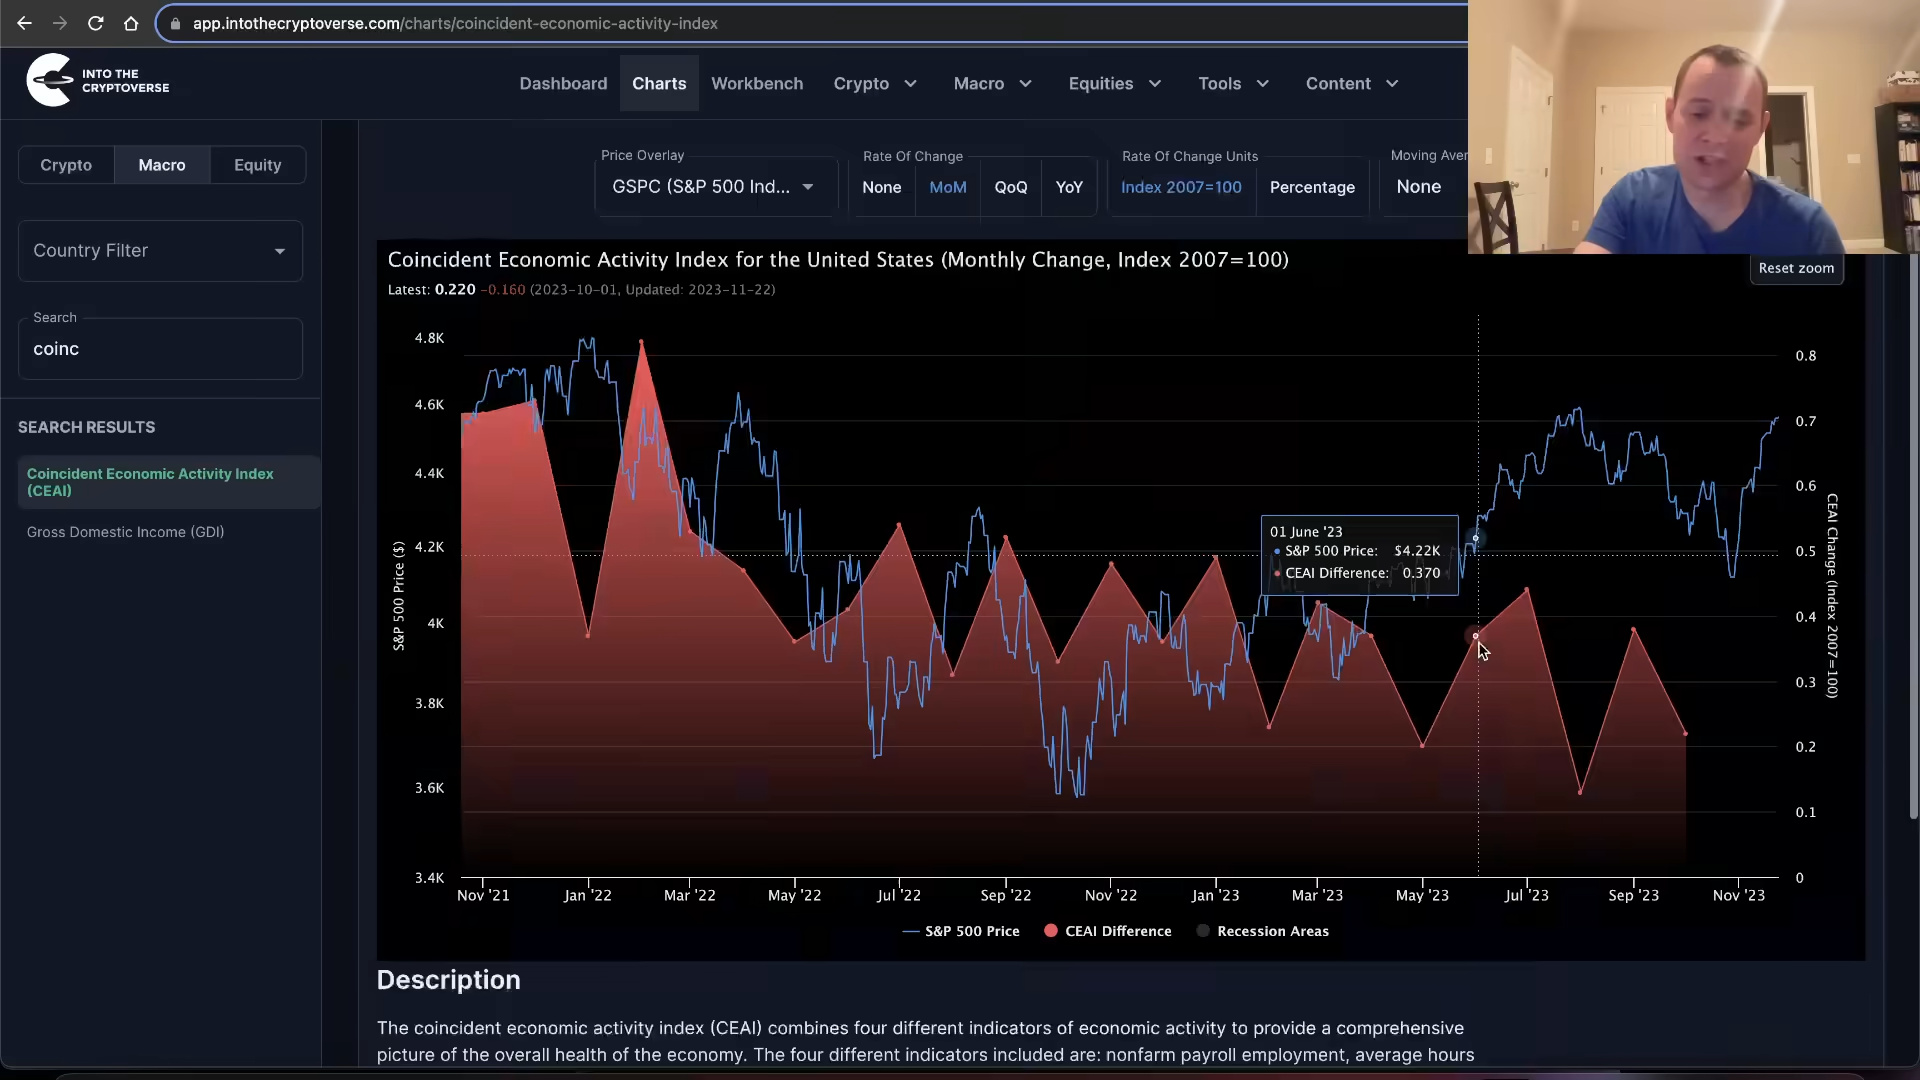 app.intothecryptoverse.com/charts/coincident-economic-activity-index
INTO THE
CRYPTOVERSE
Dashboard
Charts
Workbench
Crypto
Macro
Equities
Tools
Content
Crypto
Macro
Equity
Country Filter
Search
coinc
SEARCH RESULTS
Coincident Economic Activity Index
(CEAI)
Gross Domestic Income (GDI)
Price Overlay
GSPC (S&P 500 Ind...
Rate Of Change
None
MoM
QoQ
YoY
Rate Of Change Units
Index 2007=100
Percentage
Moving Aver
None
Coincident Economic Activity Index for the United States (Monthly Change, Index 2007=100)
Latest: 0.220 -0.160 (2023-10-01, Updated: 2023-11-22)
Reset zoom
4.8K
4.6K
4.4K
4.2K
4K
3.8K
3.6K
3.4K
S&P 500 Price ($)
01 June '23
S&P 500 Price: $4.22K
CEAI Difference: 0.370
0.8
0.7
0.6
0.5
0.4
0.3
0.2
0.1
0
CEAI Change (Index 2007=100)
Nov '21
Jan '22
Mar '22
May '22
Jul '22
Sep '22
Nov '22
Jan '23
Mar '23
May '23
Jul '23
Sep '23
Nov '23
S&P 500 Price
CEAI Difference
Recession Areas
Description
The coincident economic activity index (CEAI) combines four different indicators of economic activity to provide a comprehensive
picture of the overall health of the economy. The four different indicators included are: nonfarm payroll employment, average hours